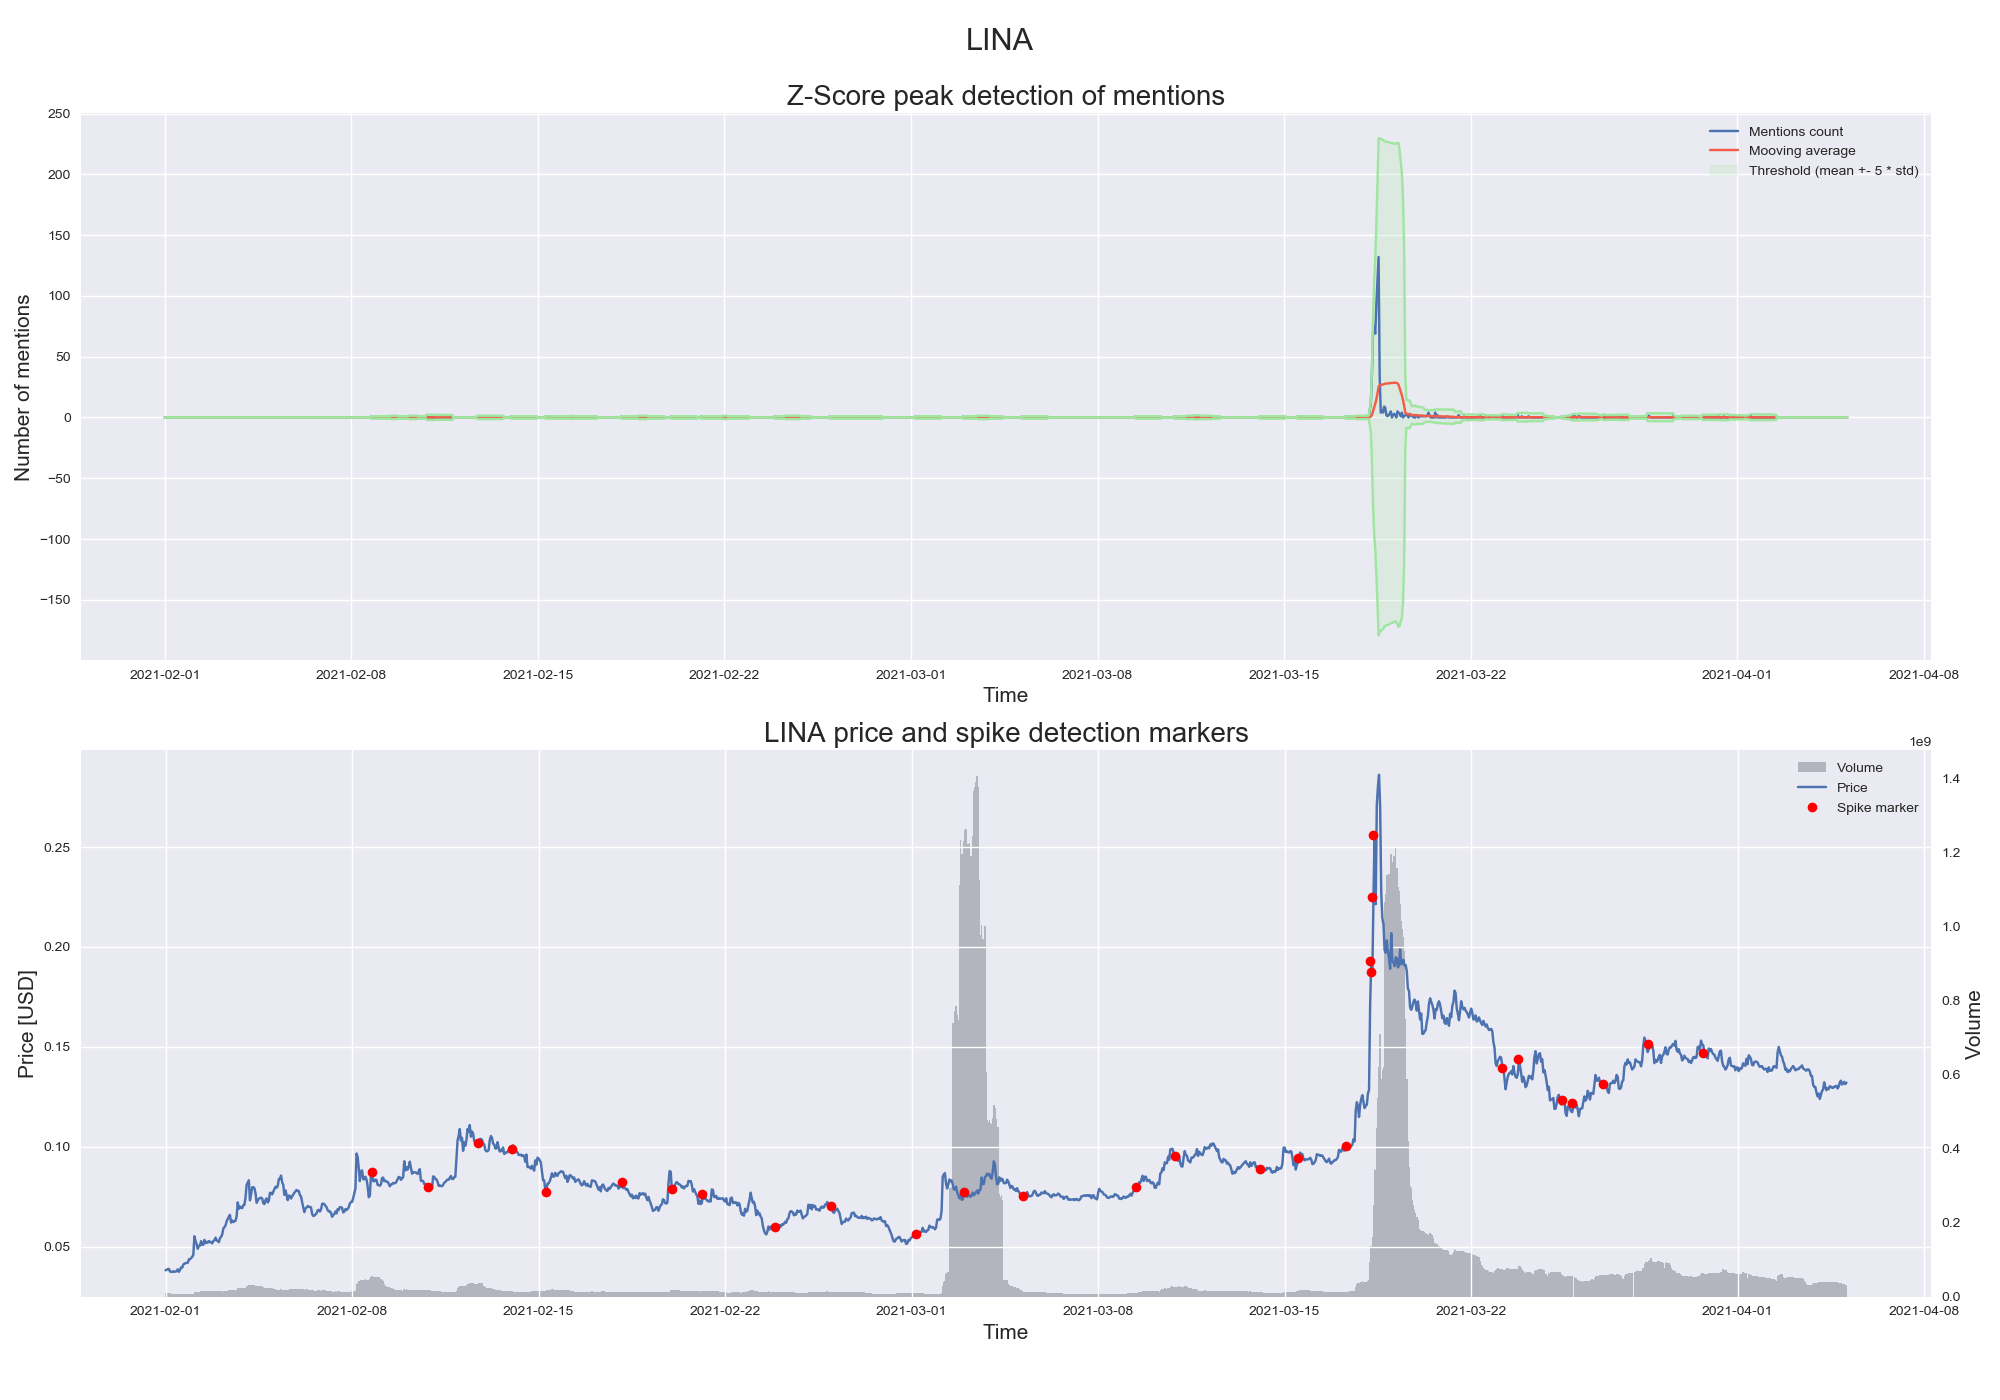 LINA
Z-Score peak detection of mentions
250
200
150
100
50
0
−50
−100
−150
Number of mentions
Mentions count
Mooving average
Threshold (mean +- 5 * std)
2021-02-01 2021-02-08 2021-02-15 2021-02-22 2021-03-01 2021-03-08 2021-03-15 2021-03-22 2021-04-01 2021-04-08
Time
LINA price and spike detection markers
1e9
0.25
0.20
0.15
0.10
0.05
Price [USD]
Volume
Price
Spike marker
1.4
1.2
1.0
0.8
0.6
0.4
0.2
0.0
Volume
2021-02-01 2021-02-08 2021-02-15 2021-02-22 2021-03-01 2021-03-08 2021-03-15 2021-03-22 2021-04-01 2021-04-08
Time